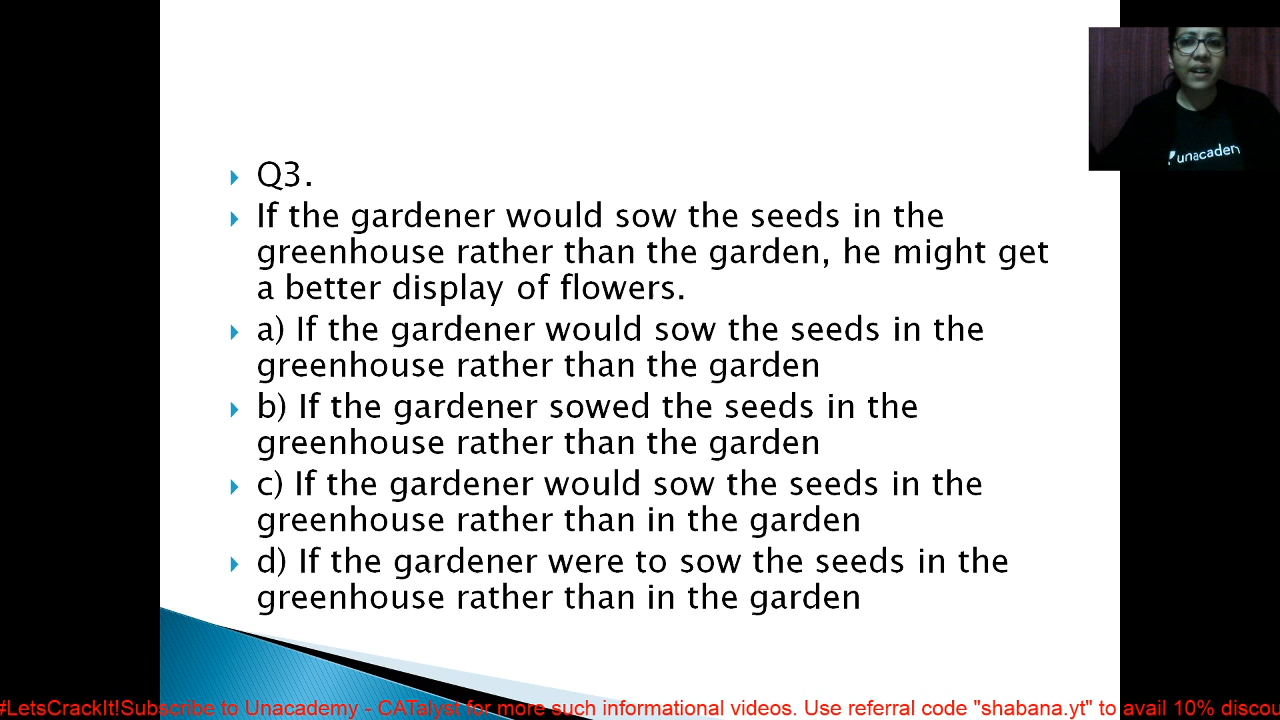 Q3.
If the gardener would sow the seeds in the
greenhouse rather than the garden, he might get
a better display of flowers.
a) If the gardener would sow the seeds in the
greenhouse rather than the garden
b) If the gardener sowed the seeds in the
greenhouse rather than the garden
c) If the gardener would sow the seeds in the
greenhouse rather than in the garden
d) If the gardener were to sow the seeds in the
greenhouse rather than in the garden
unacaden
#LetsCrackIt!Subscribe to Unacademy - CATalyst for more such informational videos. Use referral code "shabana.yt" to avail 10% discou